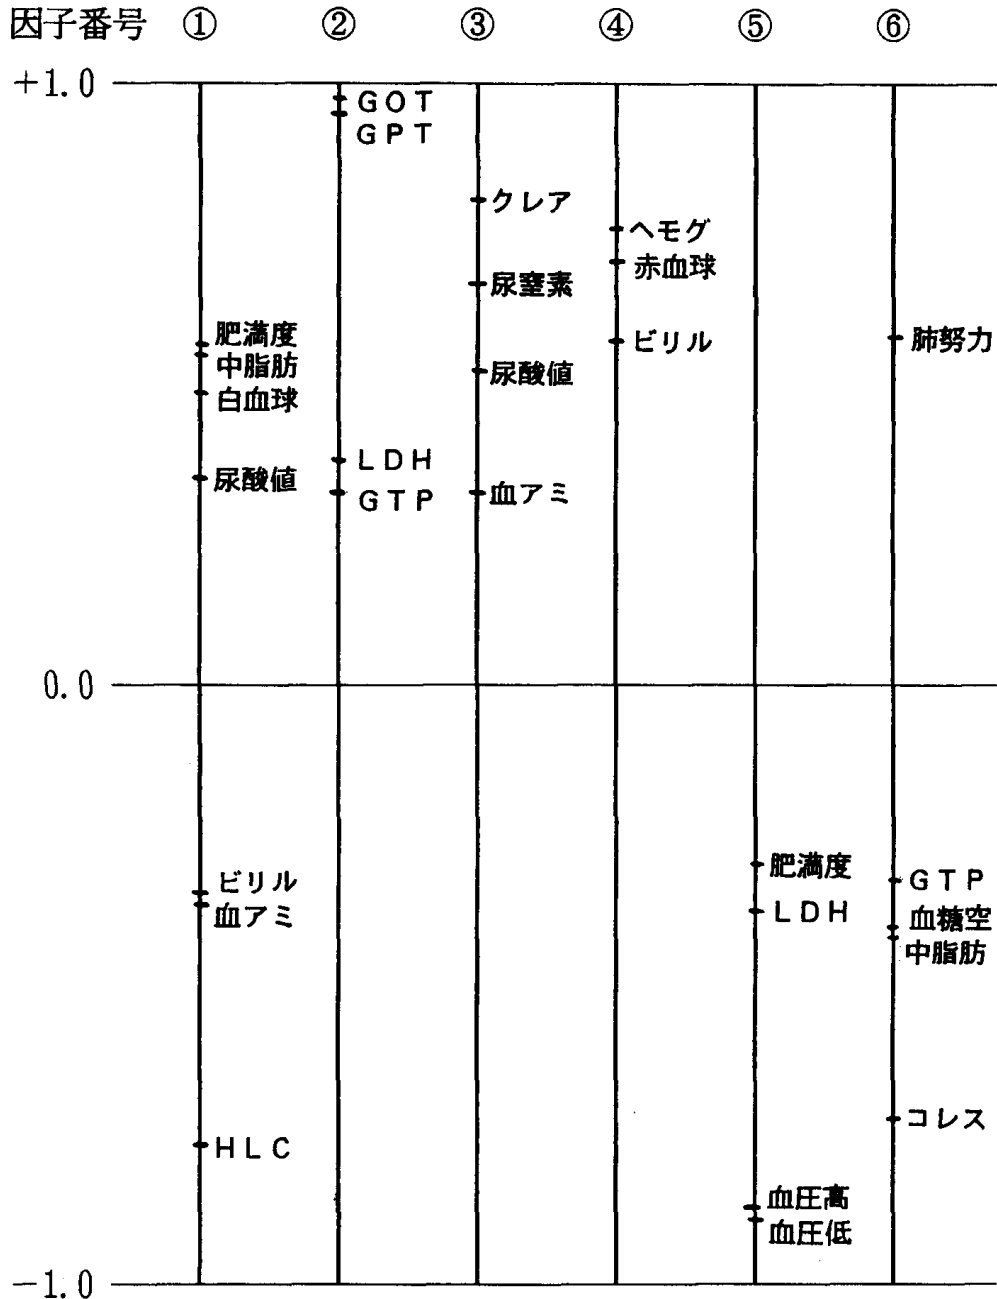 因子番号 ① ② ③ ④ ⑤ ⑥
+1.0
GOT
GPT
クレア
ヘモグ
赤血球
尿窒素
肥満度
ビリル
肺努力
中脂肪
尿酸値
白血球
LDH
尿酸値
GTP
血アミ
0.0
肥満度
ビリル
GTP
血アミ
LDH
血糖空
中脂肪
コレス
HLC
血圧高
血圧低
-1.0